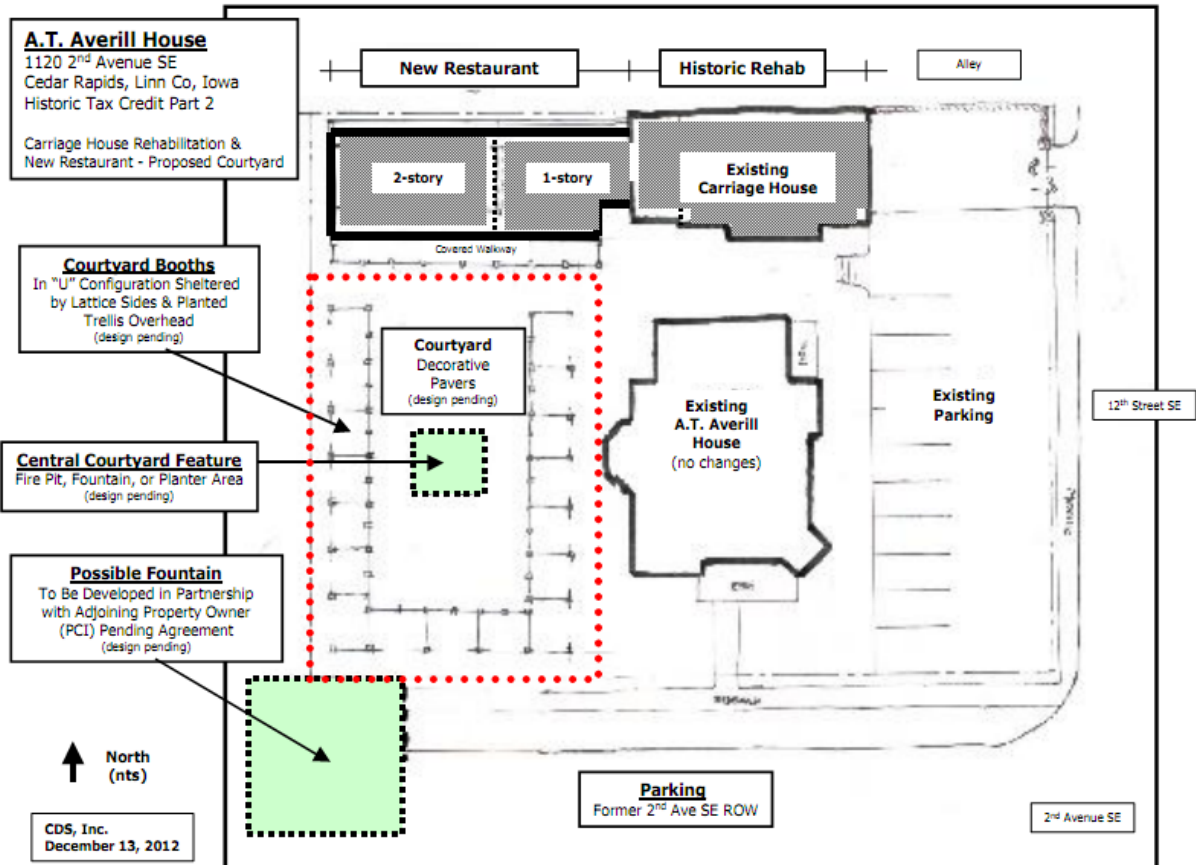 A.T. Averill House
1120 2nd Avenue SE
Cedar Rapids, Linn Co, Iowa
Historic Tax Credit Part 2
Carriage House Rehabilitation &
New Restaurant - Proposed Courtyard
New Restaurant
Historic Rehab
Alley
2-story
1-story
Existing
Carriage House
Covered Walkway
Courtyard Booths
In "U" Configuration Sheltered
by Lattice Sides & Planted
Trellis Overhead
(design pending)
Courtyard
Decorative
Pavers
(design pending)
Existing
A.T. Averill
House
(no changes)
Existing
Parking
12th Street SE
Central Courtyard Feature
Fire Pit, Fountain, or Planter Area
(design pending)
Possible Fountain
To Be Developed in Partnership
with Adjoining Property Owner
(PCI) Pending Agreement
(design pending)
North
(nts)
Parking
Former 2nd Ave SE ROW
2nd Avenue SE
CDS, Inc.
December 13, 2012